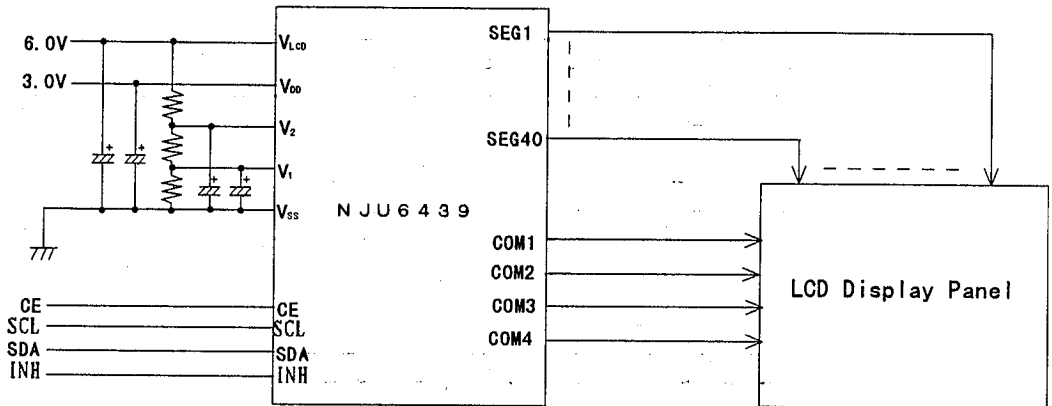 6.0V
3.0V
VLCD
VDD
V2
V1
VSS
CE
SCL
SDA
INH
CE
SCL
SDA
INH
NJU6439
SEG1
SEG40
COM1
COM2
COM3
COM4
LCD Display Panel